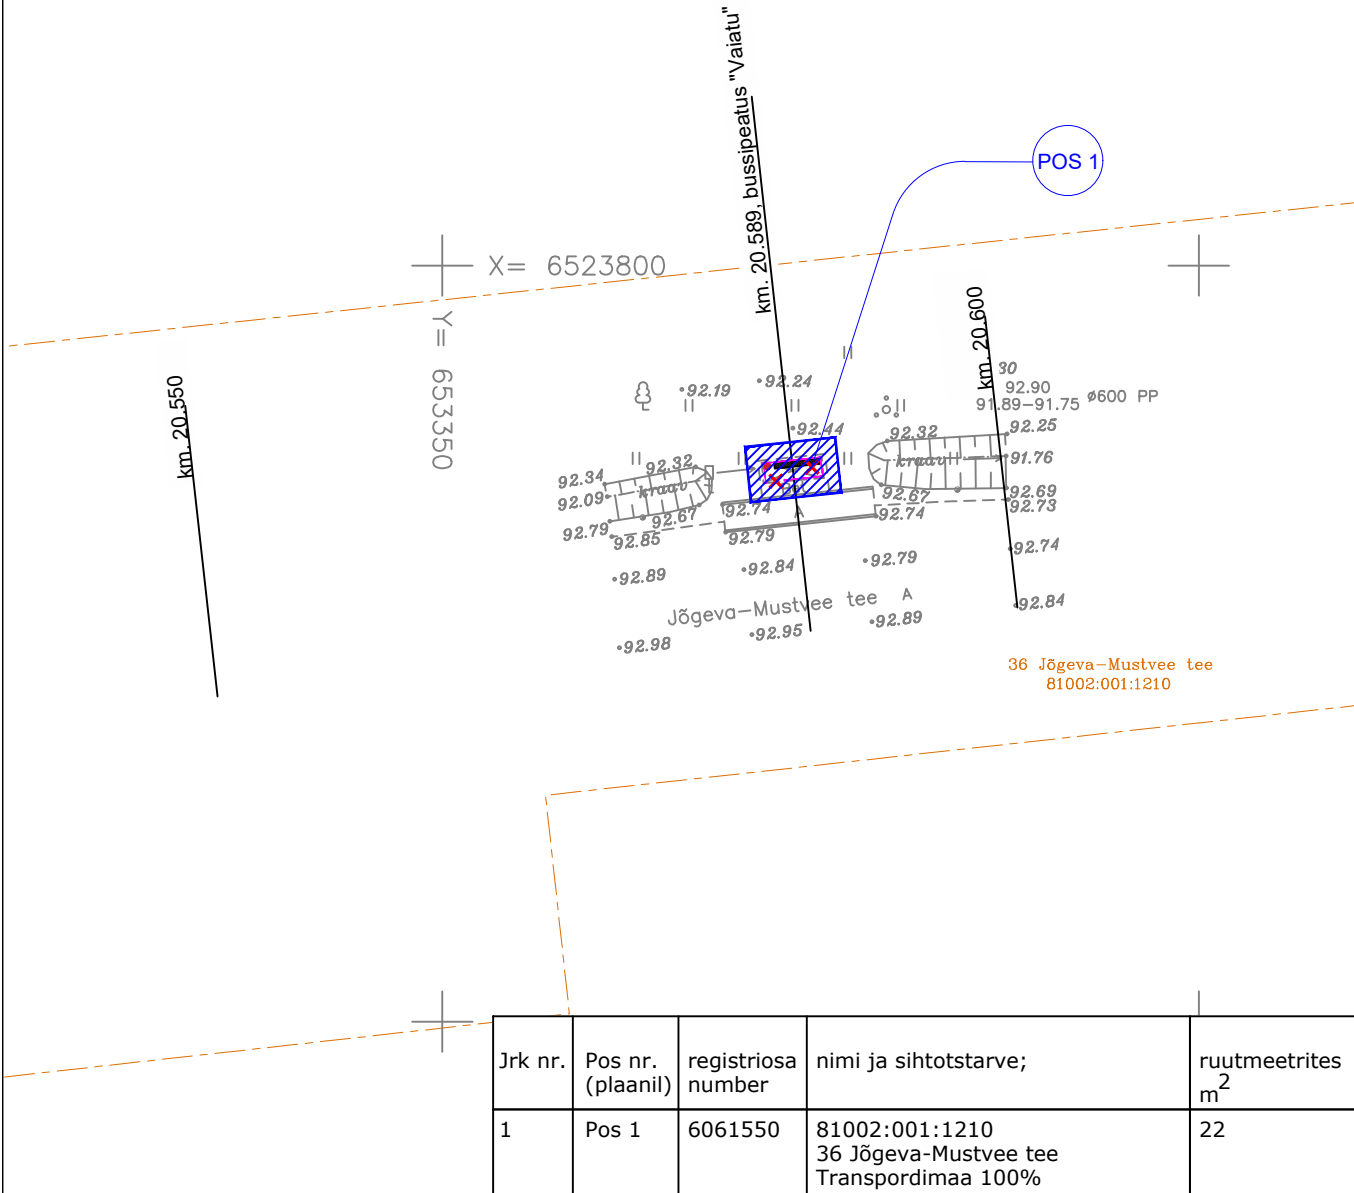 km. 20.589, bussipeatus "Vaiatu"
POS 1
X= 6523800
Y= 653350
km. 20.550
km. 20.600
30
92.90
91.89-91.75 ø600 PP
92.19
92.24
92.44
92.32
92.25
kraav
91.76
92.34
92.32
92.09
kraav
92.67
92.69
92.73
92.79
92.67
92.74
92.74
92.85
92.79
A
92.74
92.89
92.84
92.79
Jõgeva-Mustvee tee A
92.84
92.98
92.95
92.89
36 Jõgeva-Mustvee tee
81002:001:1210
Jrk nr.
Pos nr.
(plaanil)
registriosa
number
nimi ja sihtotstarve;
ruutmeetrites
m2
1
Pos 1
6061550
81002:001:1210
36 Jõgeva-Mustvee tee
Transpordimaa 100%
22